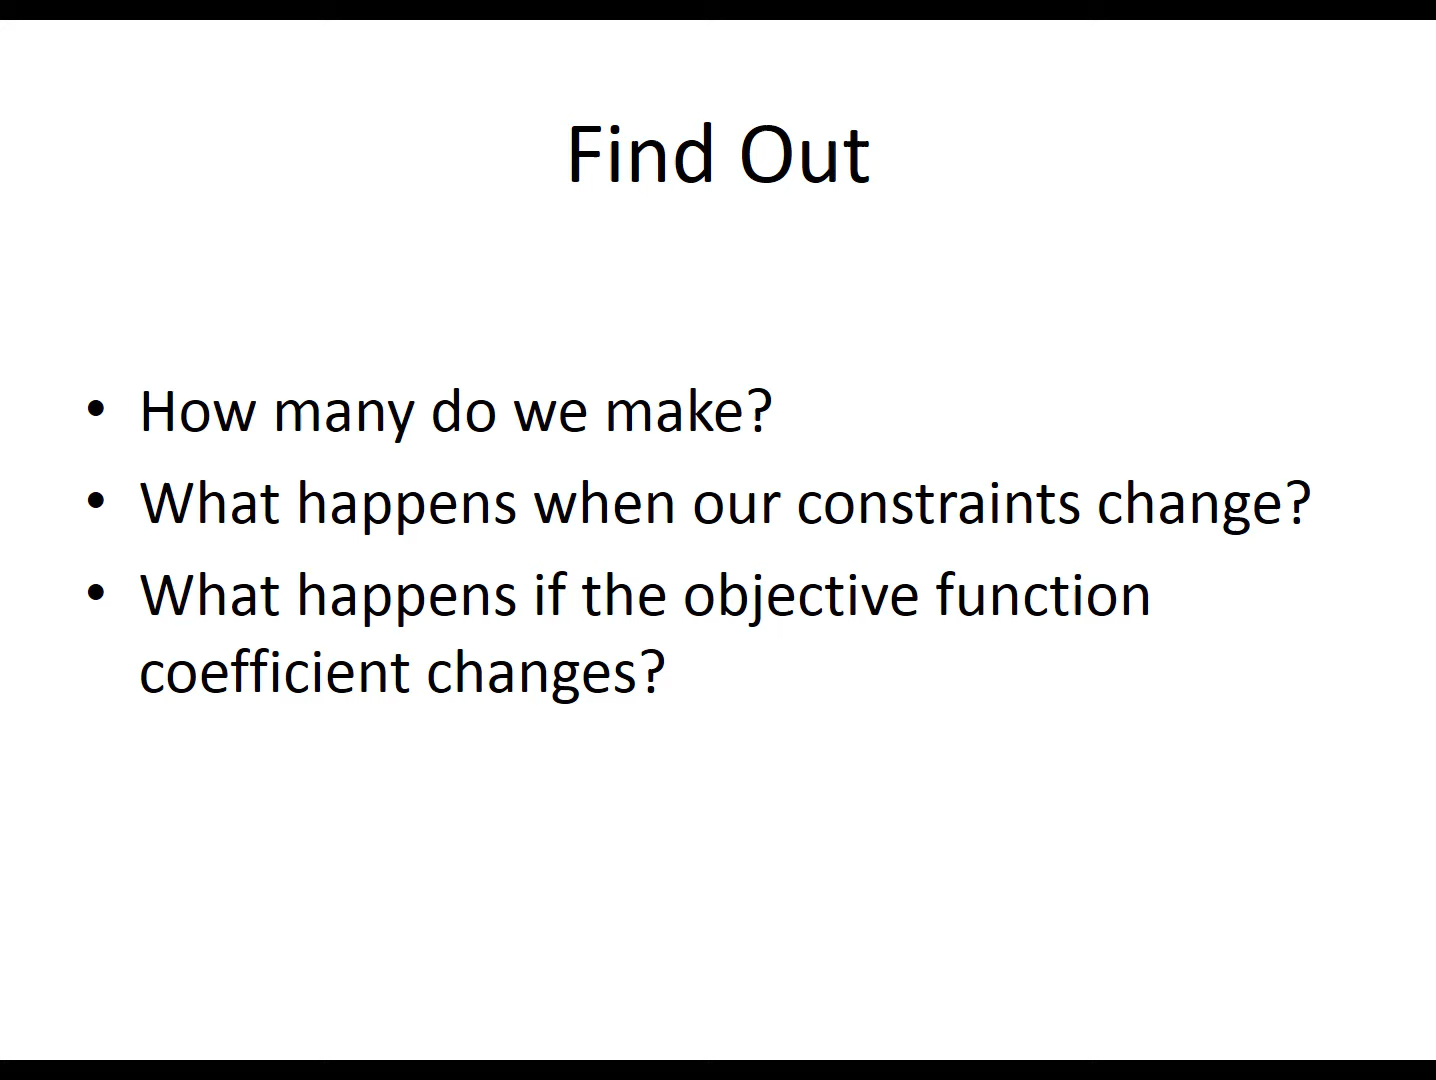 Find Out
• How many do we make?
• What happens when our constraints change?
• What happens if the objective function
coefficient changes?